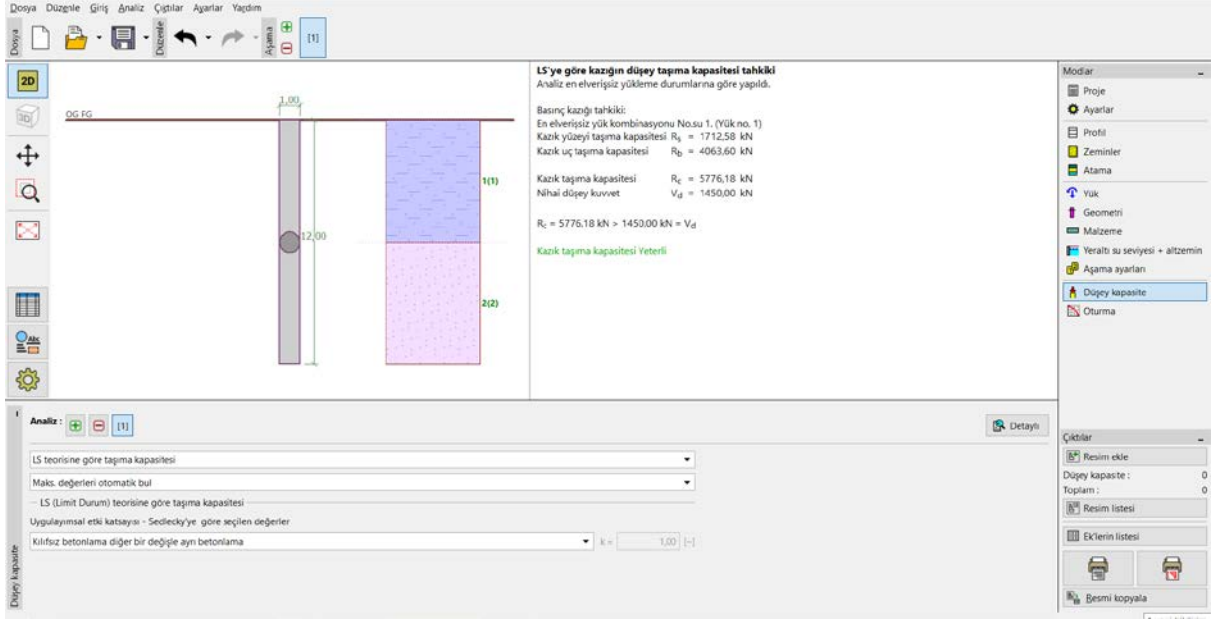 Dosya Düzenle Giriş Analiz Çıktılar Ayarlar Yardım
Dosya
Düzenle
Aşama
[1]
2D
3D
OG FG
1,00
12,00
1(1)
2(2)
LS'ye göre kazığın düşey taşıma kapasitesi tahkiki
Analiz en elverişsiz yükleme durumlarına göre yapıldı.
Basınç kazığı tahkiki:
En elverişsiz yük kombinasyonu No.su 1. (Yük no. 1)
Kazık yüzeyi taşıma kapasitesi Rs = 1712,58 kN
Kazık uç taşıma kapasitesi Rb = 4063,60 kN
Kazık taşıma kapasitesi Rc = 5776,18 kN
Nihai düşey kuvvet Vd = 1450,00 kN
Rc = 5776,18 kN > 1450,00 kN = Vd
Kazık taşıma kapasitesi Yeterli
Modlar
Proje
Ayarlar
Profil
Zeminler
Atama
Yük
Geometri
Malzeme
Yeraltı su seviyesi + altzemin
Aşama ayarları
Düşey kapasite
Oturma
Abc
Analiz :
[1]
Detaylı
LS teorisine göre taşıma kapasitesi
Maks. değerleri otomatik bul
LS (Limit Durum) teorisine göre taşıma kapasitesi
Uygulayımsal etki katsayısı - Sedlecky'ye göre seçilen değerler
Kılıfsız betonlama diğer bir değişle ayrı betonlama
k = 1,00 [–]
Düşey kapasite
Çıktılar
Resim ekle
Düşey kapasite : 0
Toplam : 0
Resim listesi
Ek'lerin listesi
Resmi kopyala